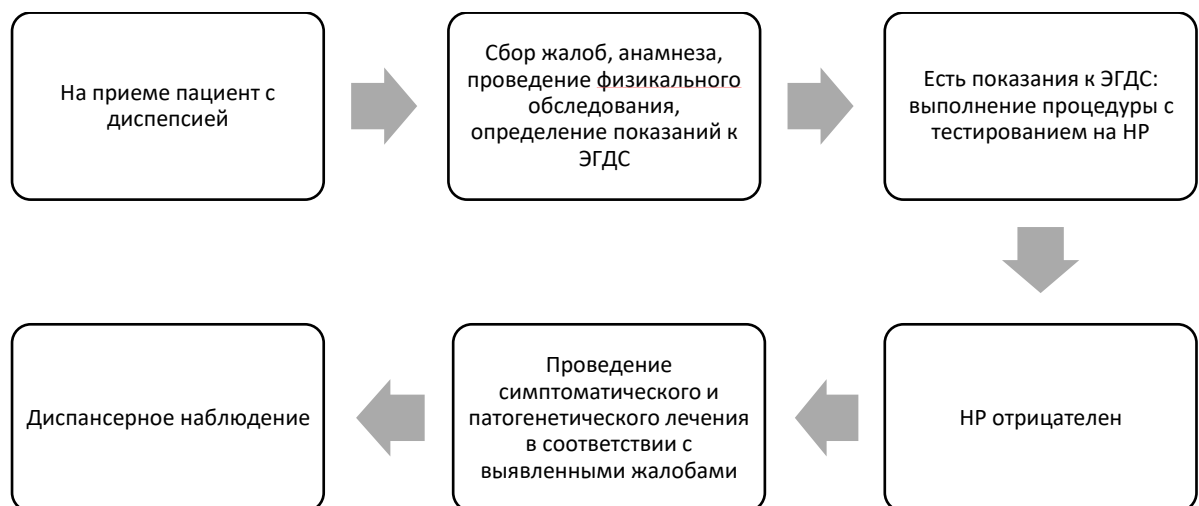 На приеме пациент с
диспепсией
Сбор жалоб, анамнеза,
проведение физикального
обследования,
определение показаний к
ЭГДС
Есть показания к ЭГДС:
выполнение процедуры с
тестированием на НР
НР отрицателен
Проведение
симптоматического и
патогенетического лечения
в соответствии с
выявленными жалобами
Диспансерное наблюдение